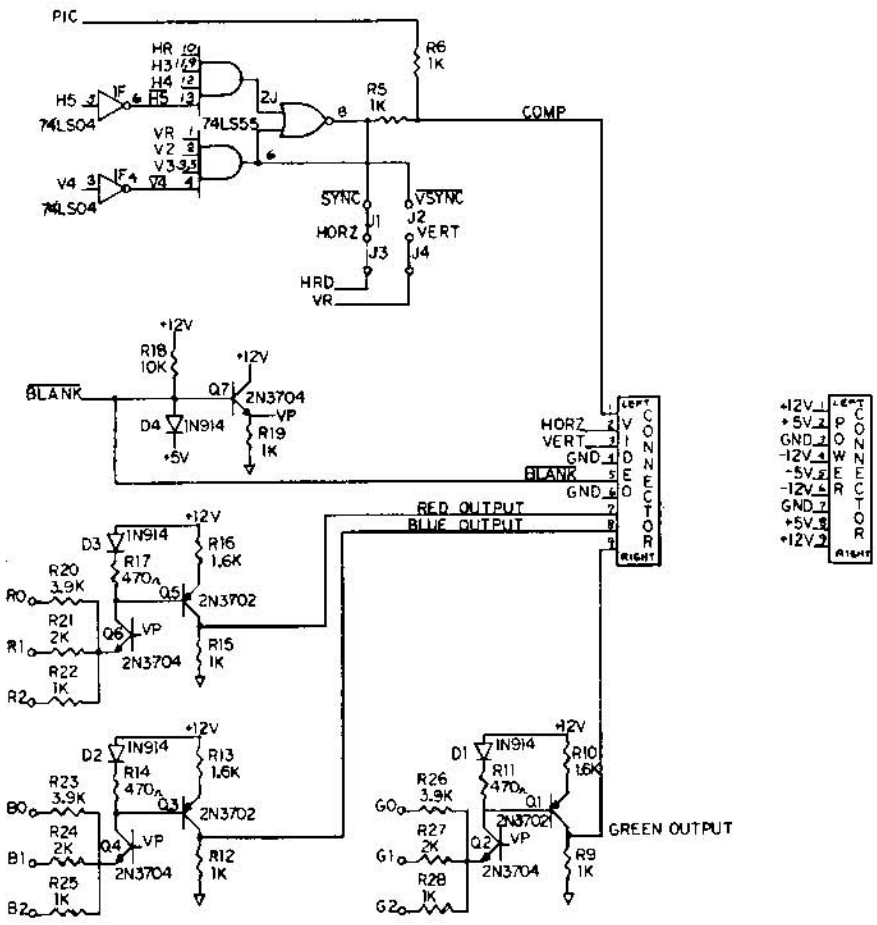 PIC
R6
1K
HR 10
H3 11,9
H4 12
H5 13
H5 5
1F
6
74LS04
2J
8
R5
1K
COMP
74LS55
VR 1
V2 2
V3 3,5
V4 4
V4 3
1F
4
74LS04
6
SYNC
VSYNC
J1
J2
HORZ
VERT
J3
J4
HRD
VR
+12V
R18
10K
+12V
BLANK
Q7
2N3704
VP
D4
1N914
R19
1K
+5V
1 LEFT
HORZ 2
VERT 3
GND 4
BLANK 5
GND 6
RED OUTPUT 7
BLUE OUTPUT 8
9
RIGHT
VIDEO
CONNECTOR
+12V 1 LEFT
+5V 2
GND 3
-12V 4
-5V 5
-12V 6
GND 7
+5V 8
+12V 9
RIGHT
POWER
CONNECTOR
+12V
D3
1N914
R16
1.6K
R17
470Ω
R20
3.9K
Q5
2N3702
R0
R21
2K
Q6
VP
R15
1K
R1
2N3704
R22
1K
R2
+12V
D2
1N914
R13
1.6K
R14
470Ω
R23
3.9K
Q3
2N3702
B0
R24
2K
Q4
VP
R12
1K
B1
2N3704
R25
1K
B2
+12V
D1
1N914
R10
1.6K
R11
470Ω
R26
3.9K
Q1
2N3702
G0
GREEN OUTPUT
R27
2K
Q2
VP
R9
1K
G1
2N3704
R28
1K
G2